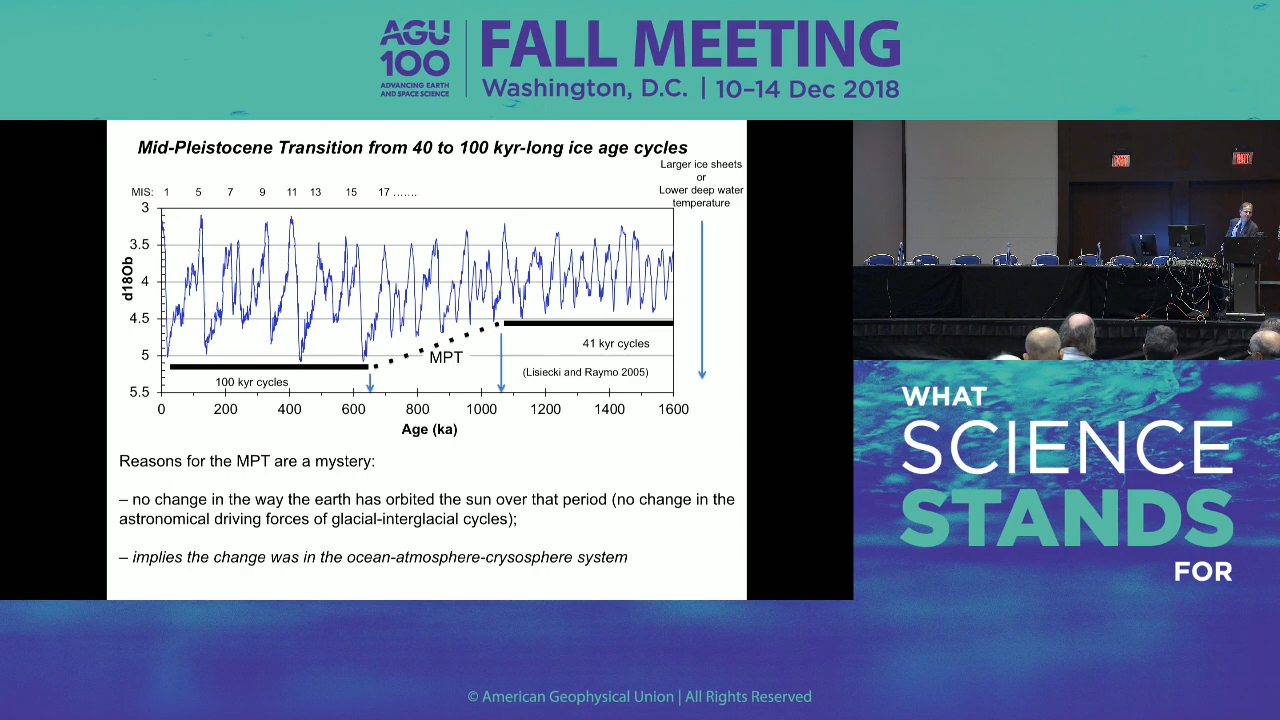 AGU
100
ADVANCING EARTH
AND SPACE SCIENCE
FALL MEETING
Washington, D.C. | 10–14 Dec 2018
Mid-Pleistocene Transition from 40 to 100 kyr-long ice age cycles
Larger ice sheets
or
Lower deep water
temperature
MIS: 1 5 7 9 11 13 15 17 .......
3
3.5
4
4.5
5
5.5
d18Ob
MPT
41 kyr cycles
(Lisiecki and Raymo 2005)
100 kyr cycles
0 200 400 600 800 1000 1200 1400 1600
Age (ka)
Reasons for the MPT are a mystery:
– no change in the way the earth has orbited the sun over that period (no change in the
astronomical driving forces of glacial-interglacial cycles);
– implies the change was in the ocean-atmosphere-crysosphere system
WHAT
SCIENCE
STANDS
FOR
© American Geophysical Union | All Rights Reserved